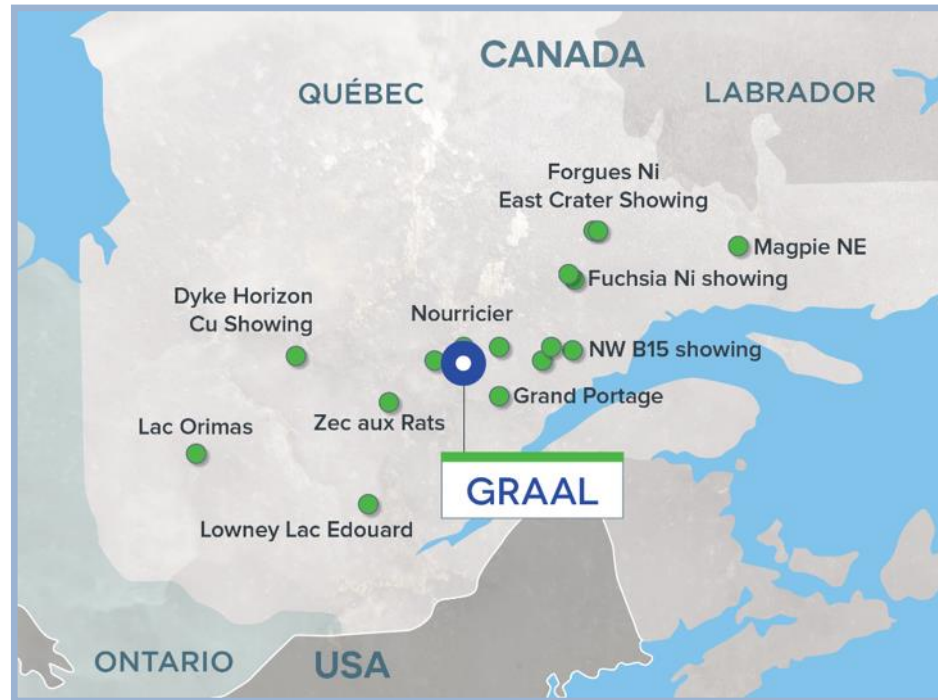 CANADA
QUÉBEC
LABRADOR
Forgues Ni
East Crater Showing
Magpie NE
Fuchsia Ni showing
Dyke Horizon
Cu Showing
Nourricier
NW B15 showing
Grand Portage
Zec aux Rats
Lac Orimas
GRAAL
Lowney Lac Edouard
ONTARIO
USA